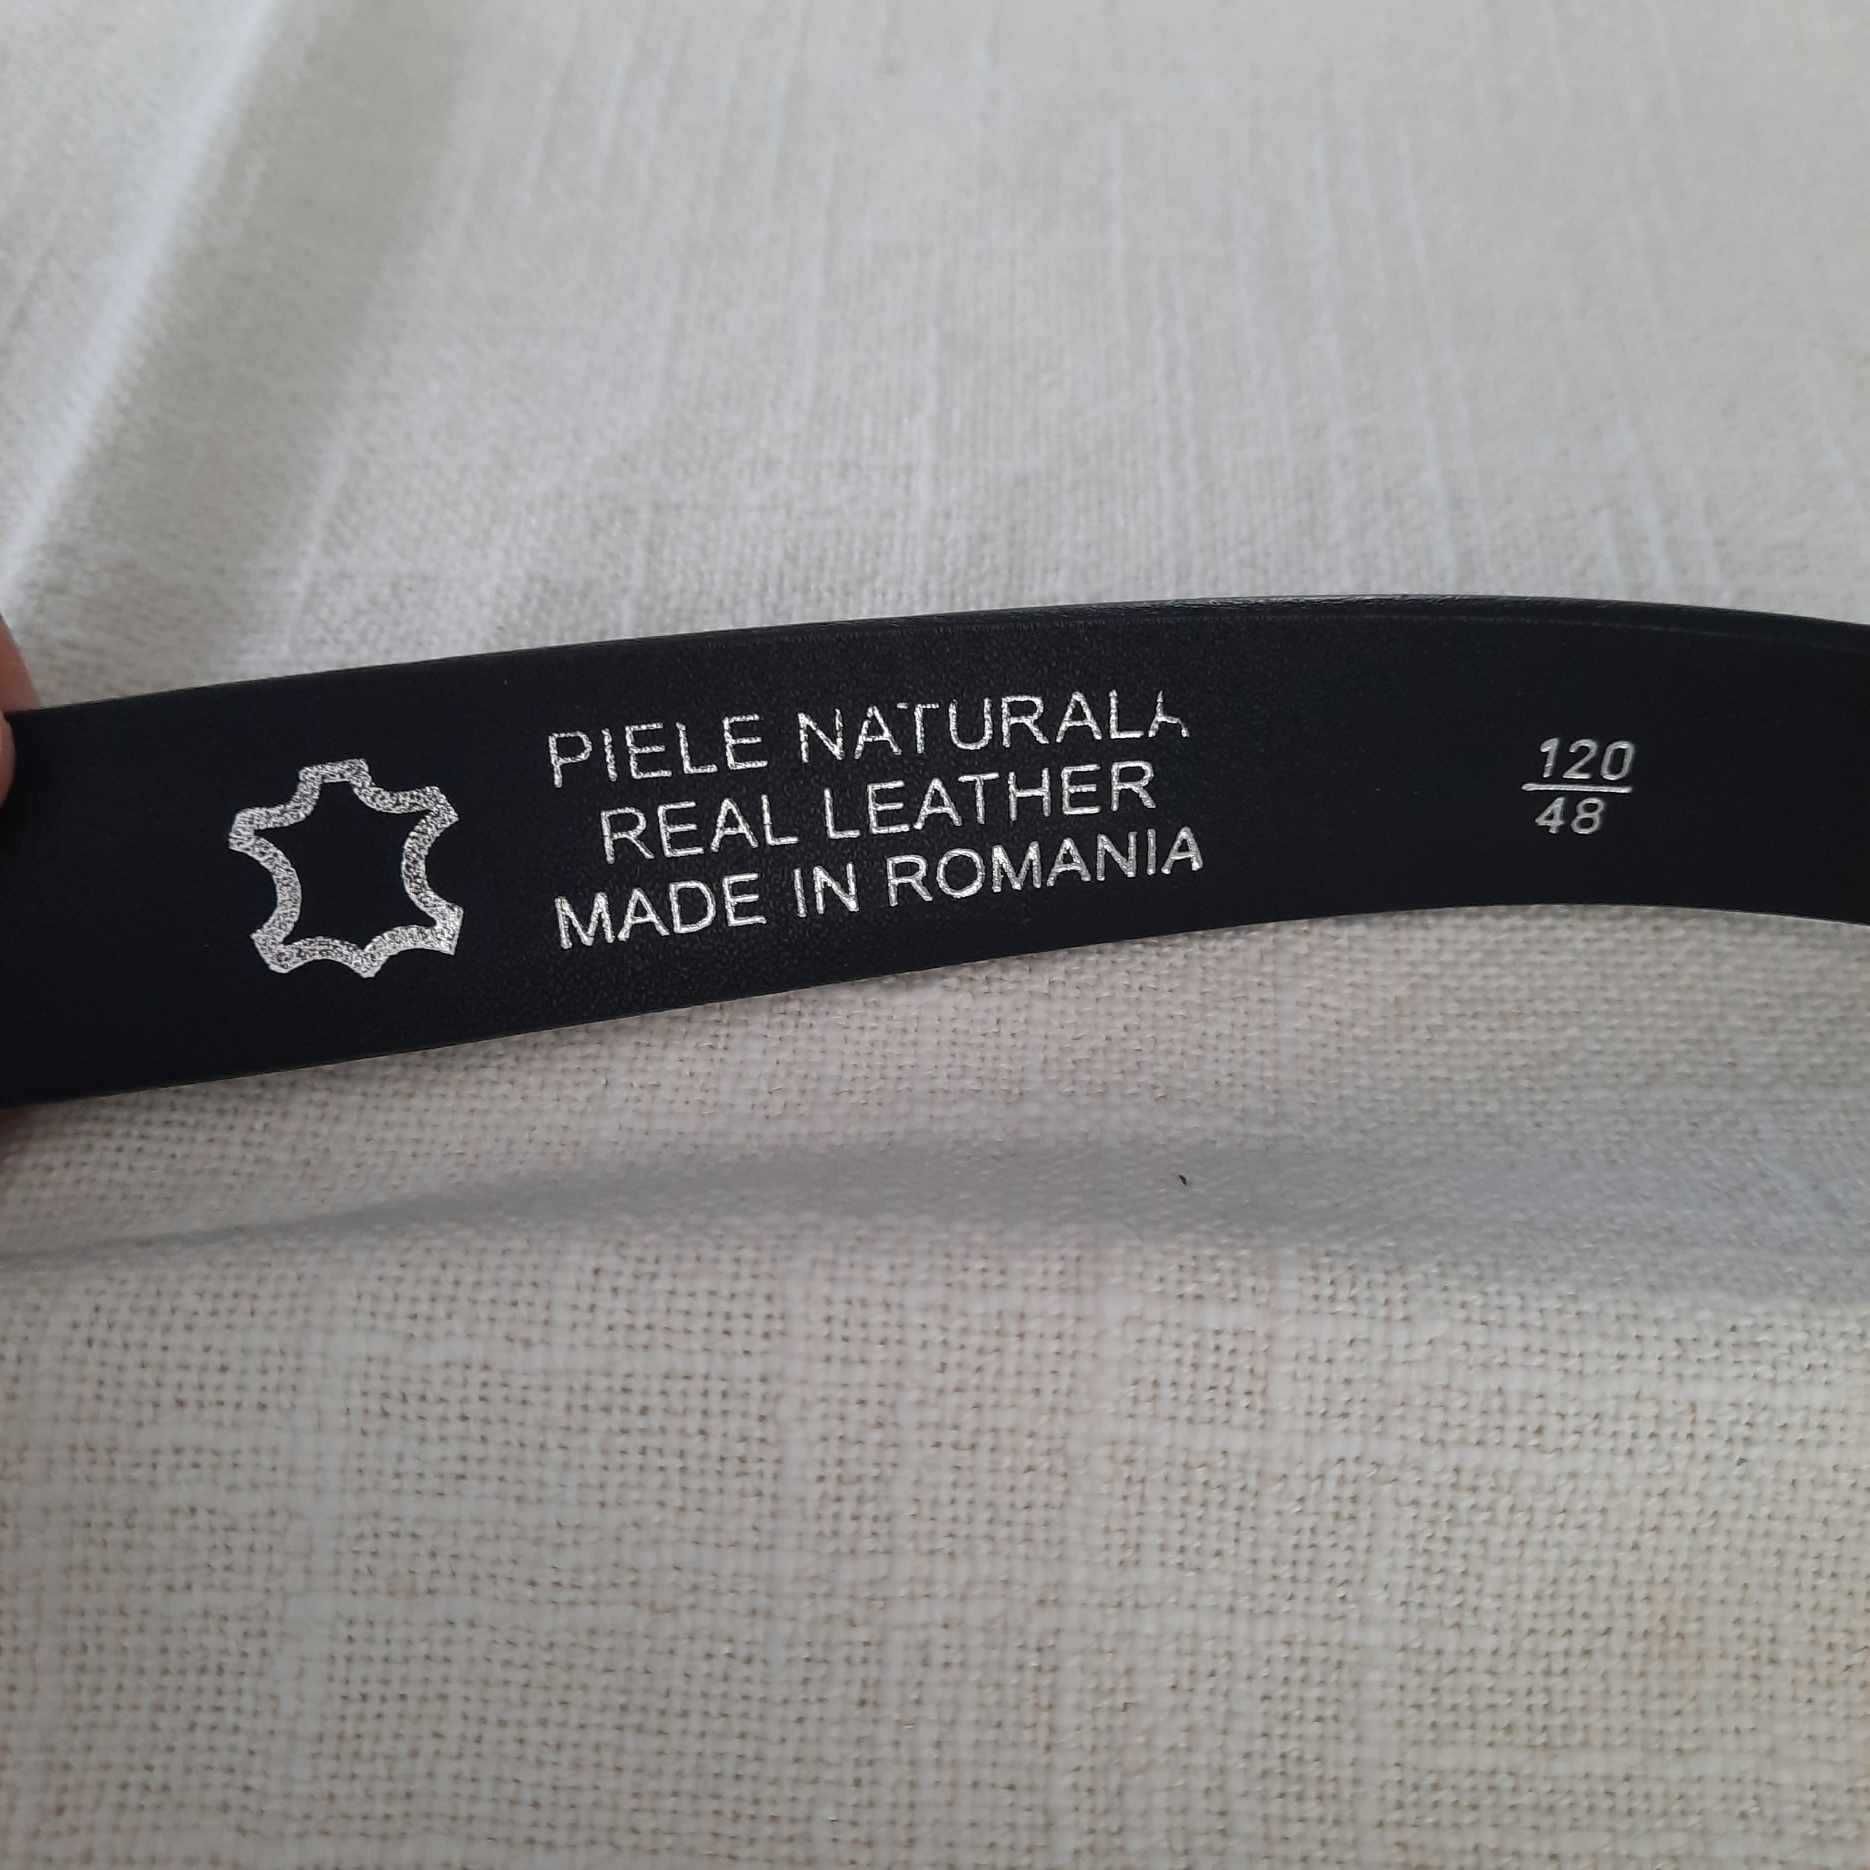 PIELE NATURALA
REAL LEATHER
MADE IN ROMANIA
120
48